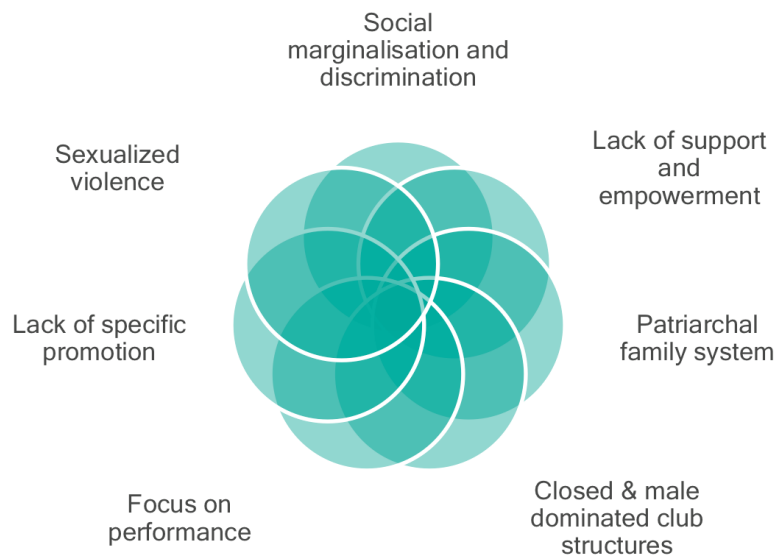 Social
marginalisation and
discrimination
Lack of support
and
empowerment
Patriarchal
family system
Closed & male
dominated club
structures
Focus on
performance
Lack of specific
promotion
Sexualized
violence